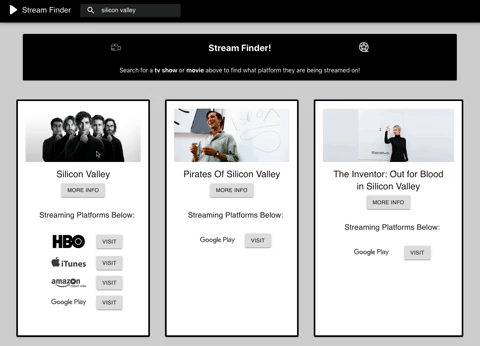 Stream Finder
silicon valley
Stream Finder!
Search for a tv show or movie above to find what platform they are being streamed on!
Silicon Valley
MORE INFO
Streaming Platforms Below:
HBO
VISIT
iTunes
VISIT
amazon
VISIT
Google Play
VISIT
Pirates Of Silicon Valley
MORE INFO
Streaming Platforms Below:
Google Play
VISIT
The Inventor: Out for Blood
in Silicon Valley
MORE INFO
Streaming Platforms Below:
Google Play
VISIT